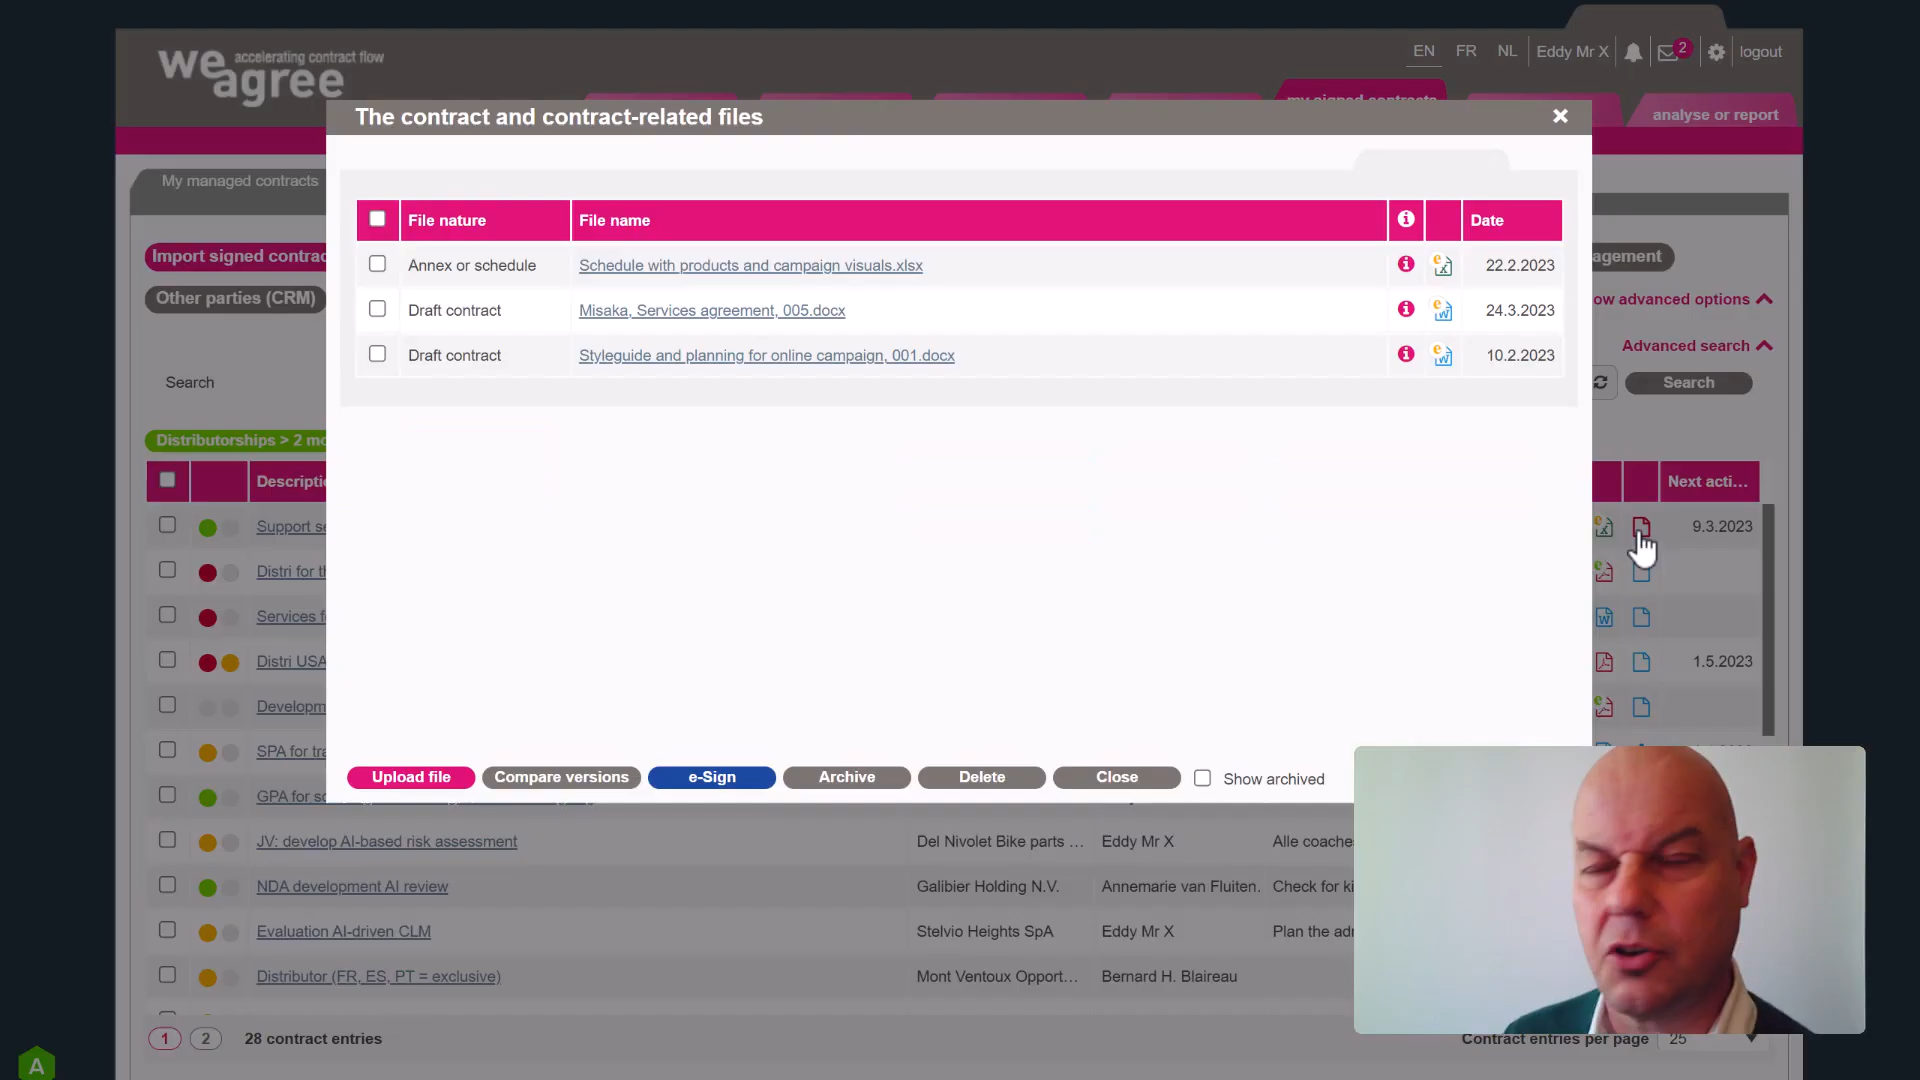 we agree accelerating contract flow
EN FR NL Eddy Mr X 2 logout
my signed contracts
analyse or report
The contract and contract-related files
My managed contracts
File nature File name Date
Annex or schedule Schedule with products and campaign visuals.xlsx 22.2.2023
Draft contract Misaka, Services agreement, 005.docx 24.3.2023
Draft contract Styleguide and planning for online campaign, 001.docx 10.2.2023
Import signed contrac
agement
Other parties (CRM)
ow advanced options
Advanced search
Search
Search
Distributorships > 2 mo
Descripti Next acti...
Support se 9.3.2023
Distri for th
Services fo
Distri USA 1.5.2023
Developm
SPA for tra
Upload file Compare versions e-Sign Archive Delete Close Show archived
GPA for so
JV: develop AI-based risk assessment Del Nivolet Bike parts ... Eddy Mr X Alle coache
NDA development AI review Galibier Holding N.V. Annemarie van Fluiten. Check for ki
Evaluation AI-driven CLM Stelvio Heights SpA Eddy Mr X Plan the adm
Distributor (FR, ES, PT = exclusive) Mont Ventoux Opport... Bernard H. Blaireau
1 2 28 contract entries Contract entries per page 25
A